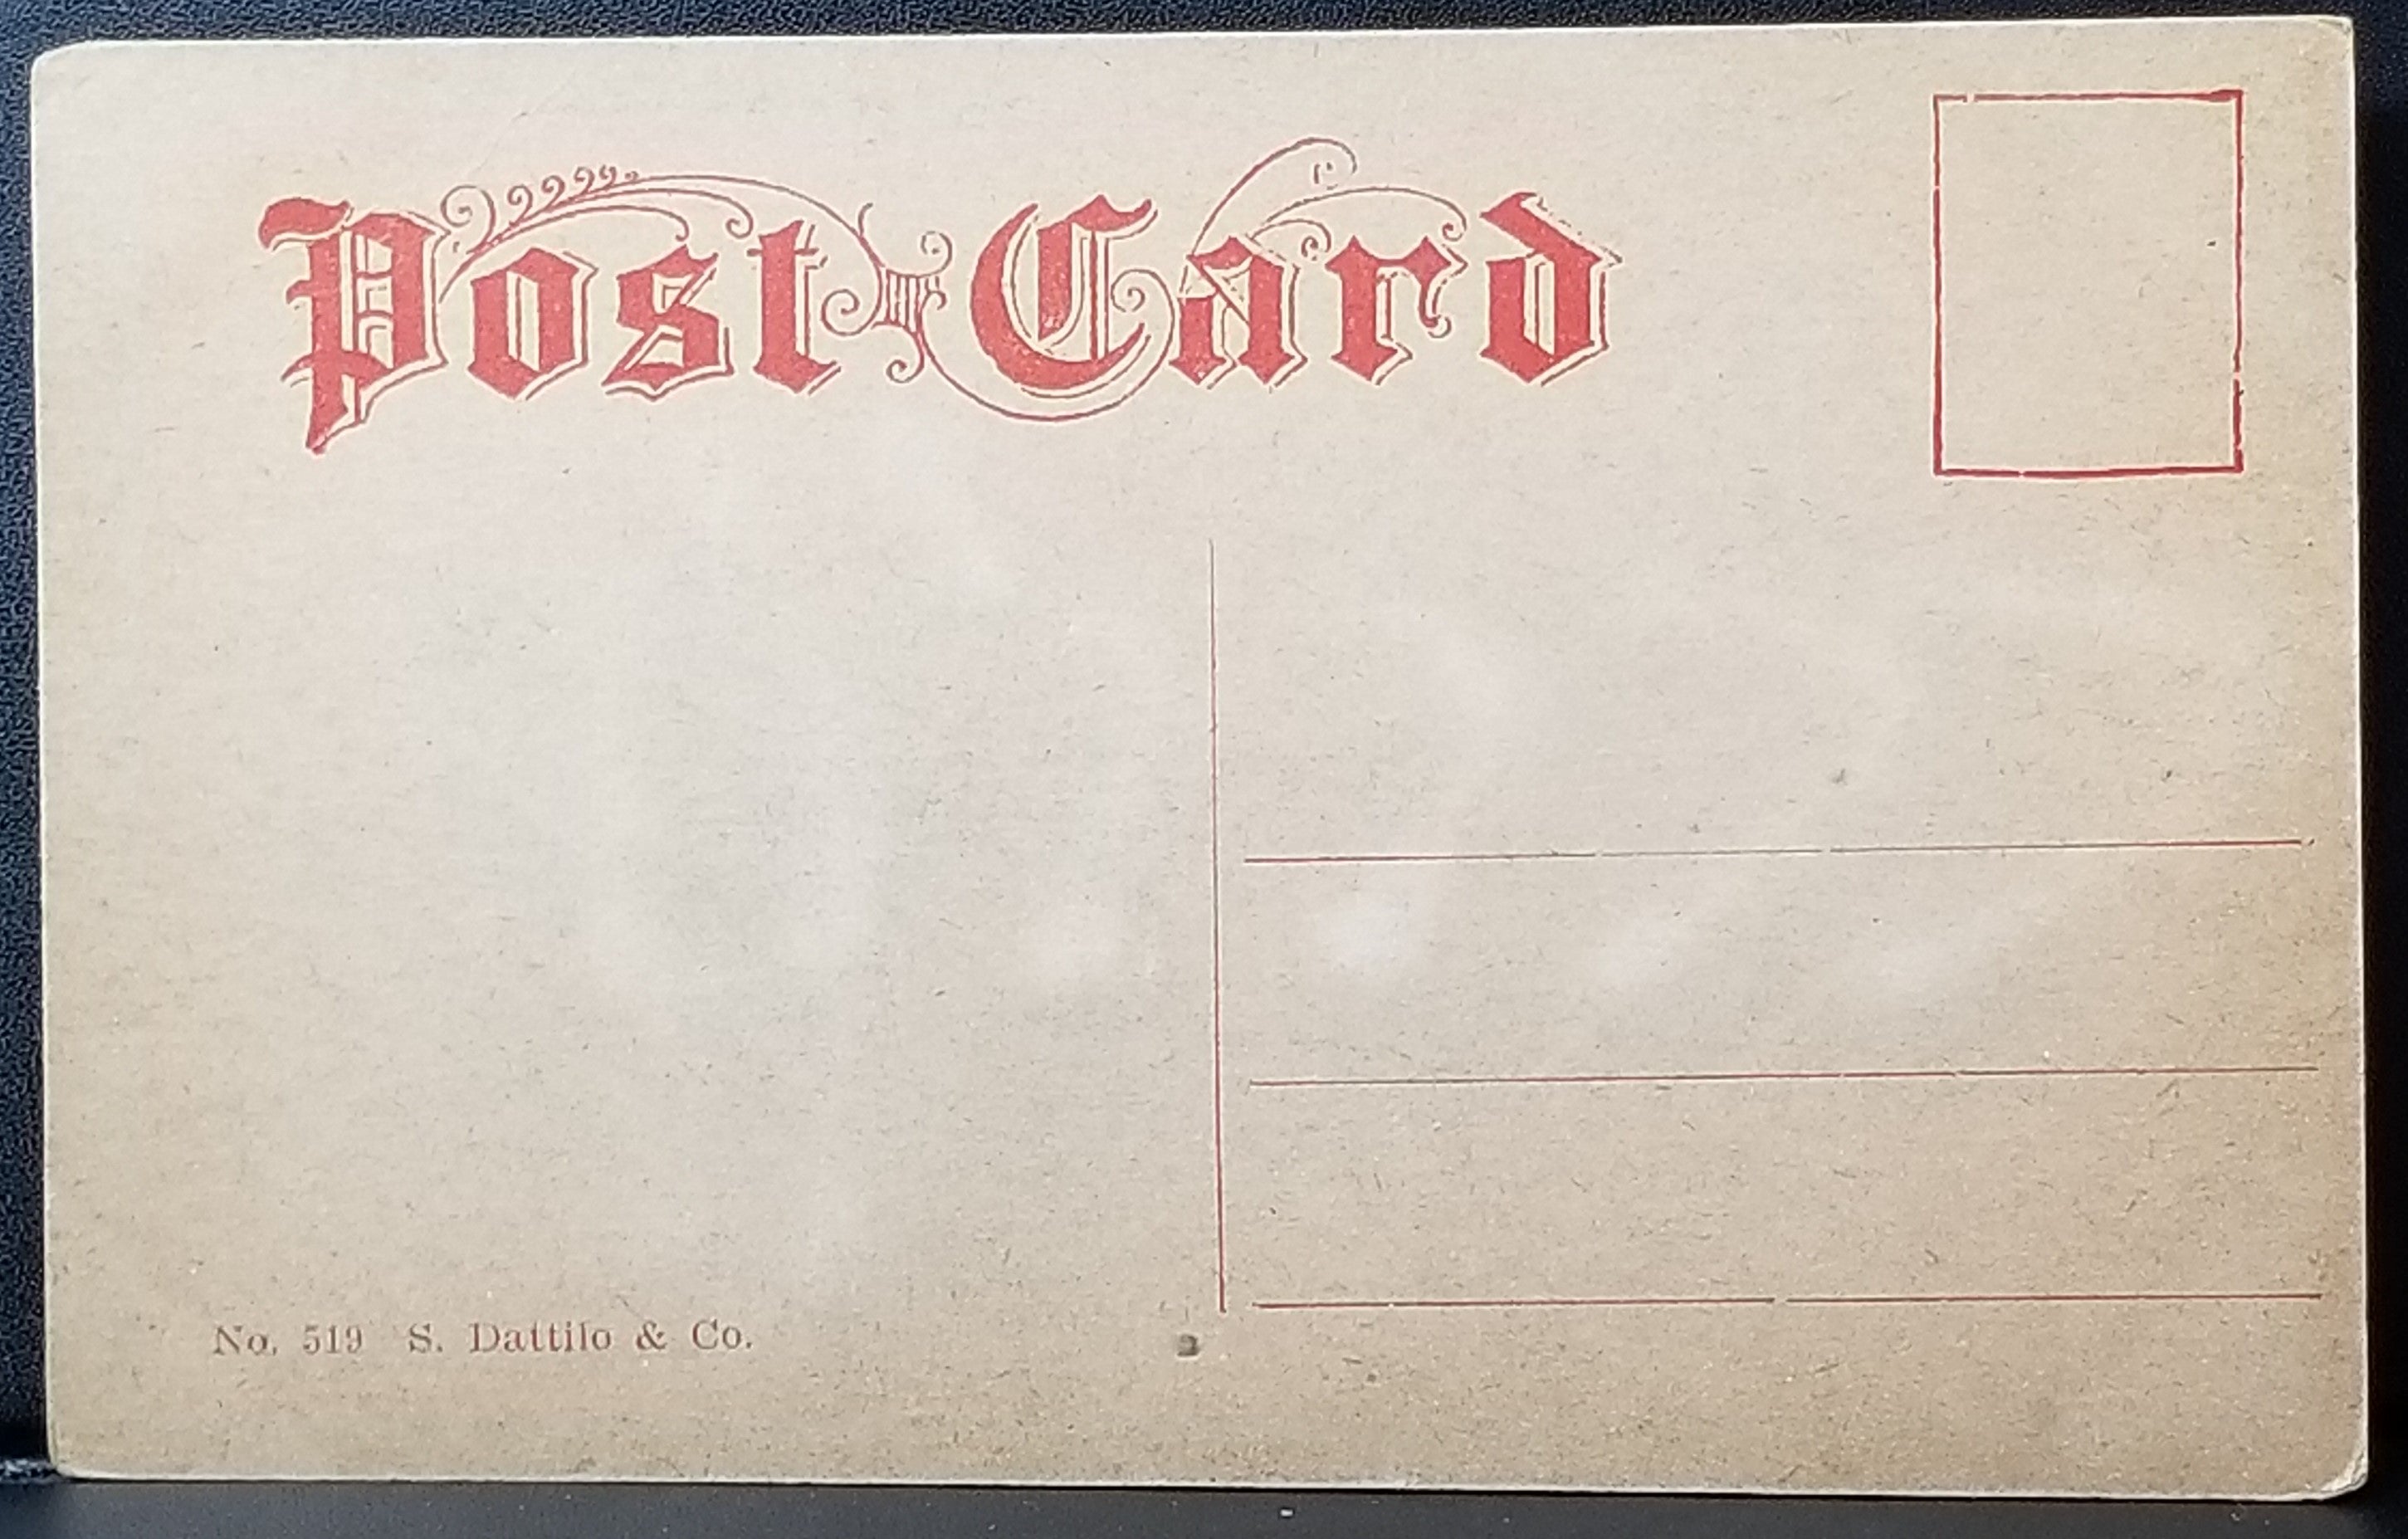 Post Card
No. 519 S. Dattilo & Co.